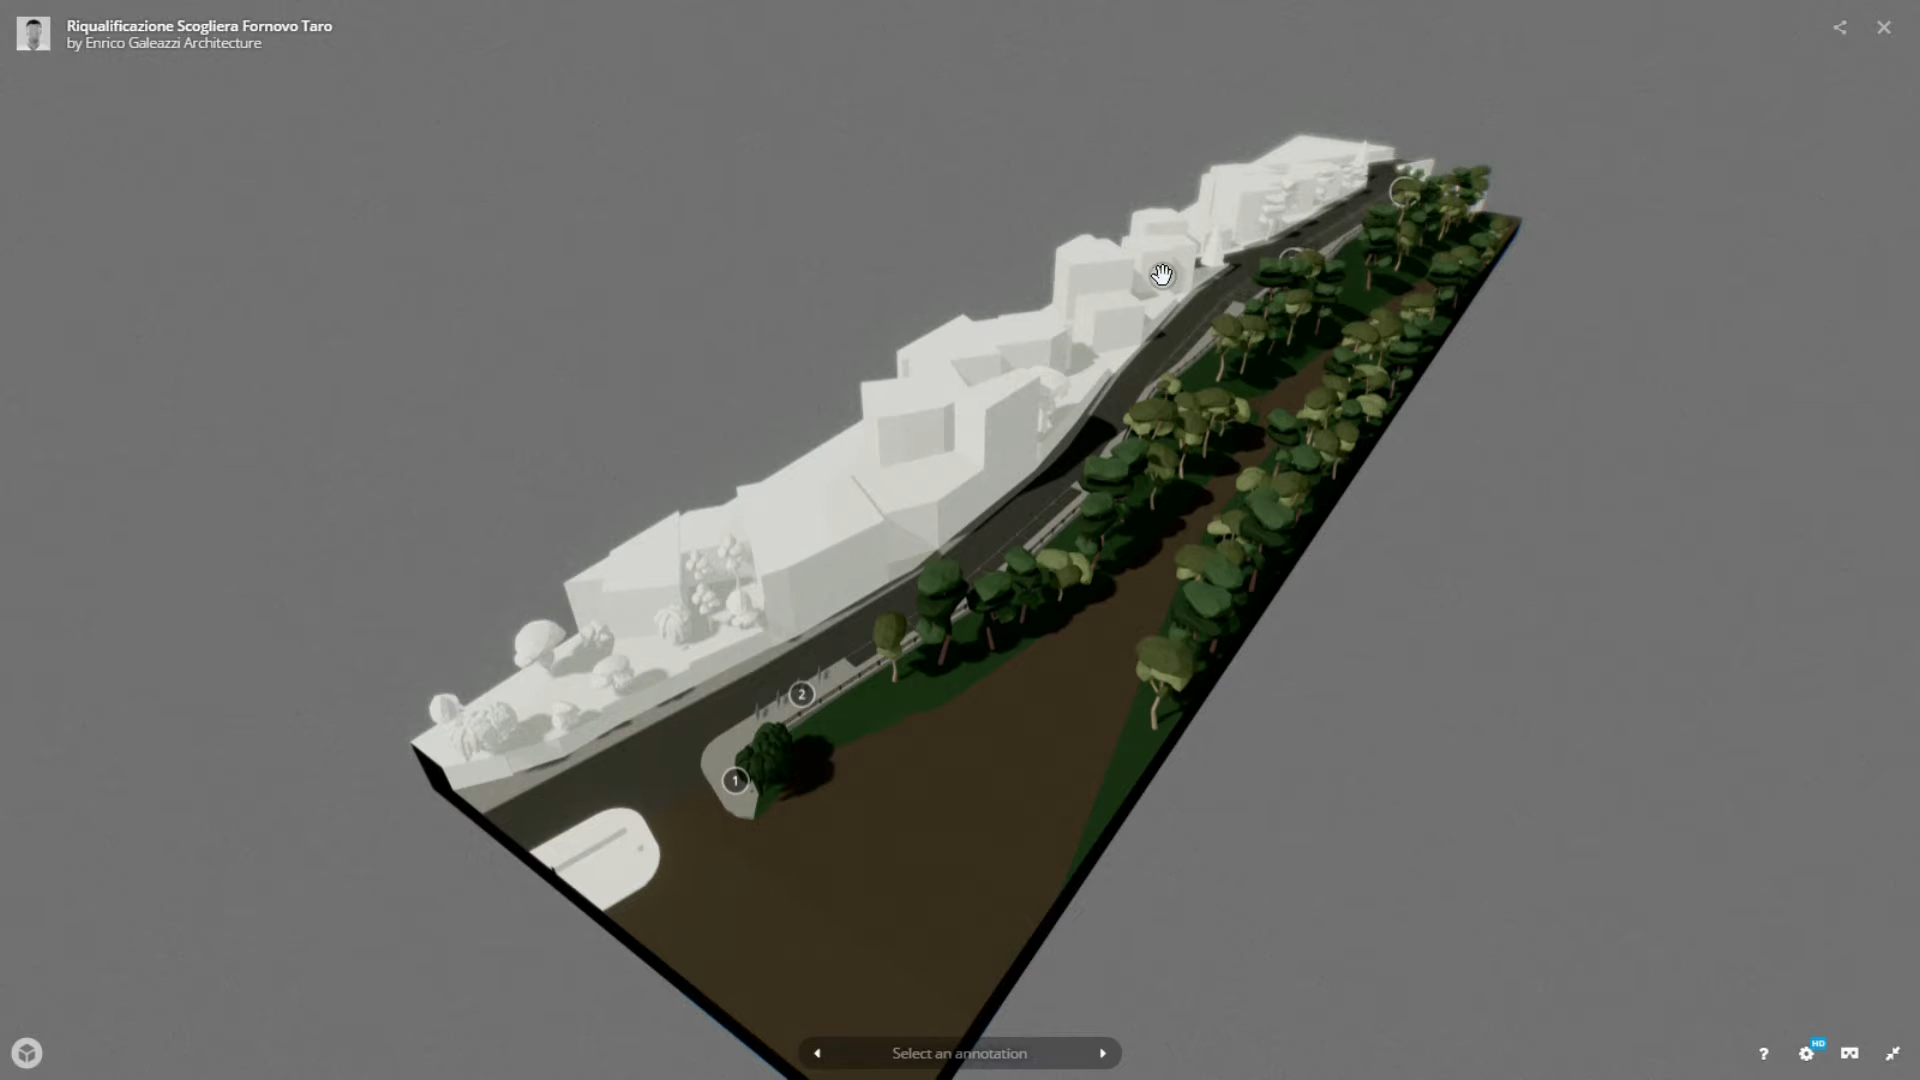 Riqualificazione Scogliera Fornovo Taro
by Enrico Galeazzi Architecture
2
1
Select an annotation
?
HD